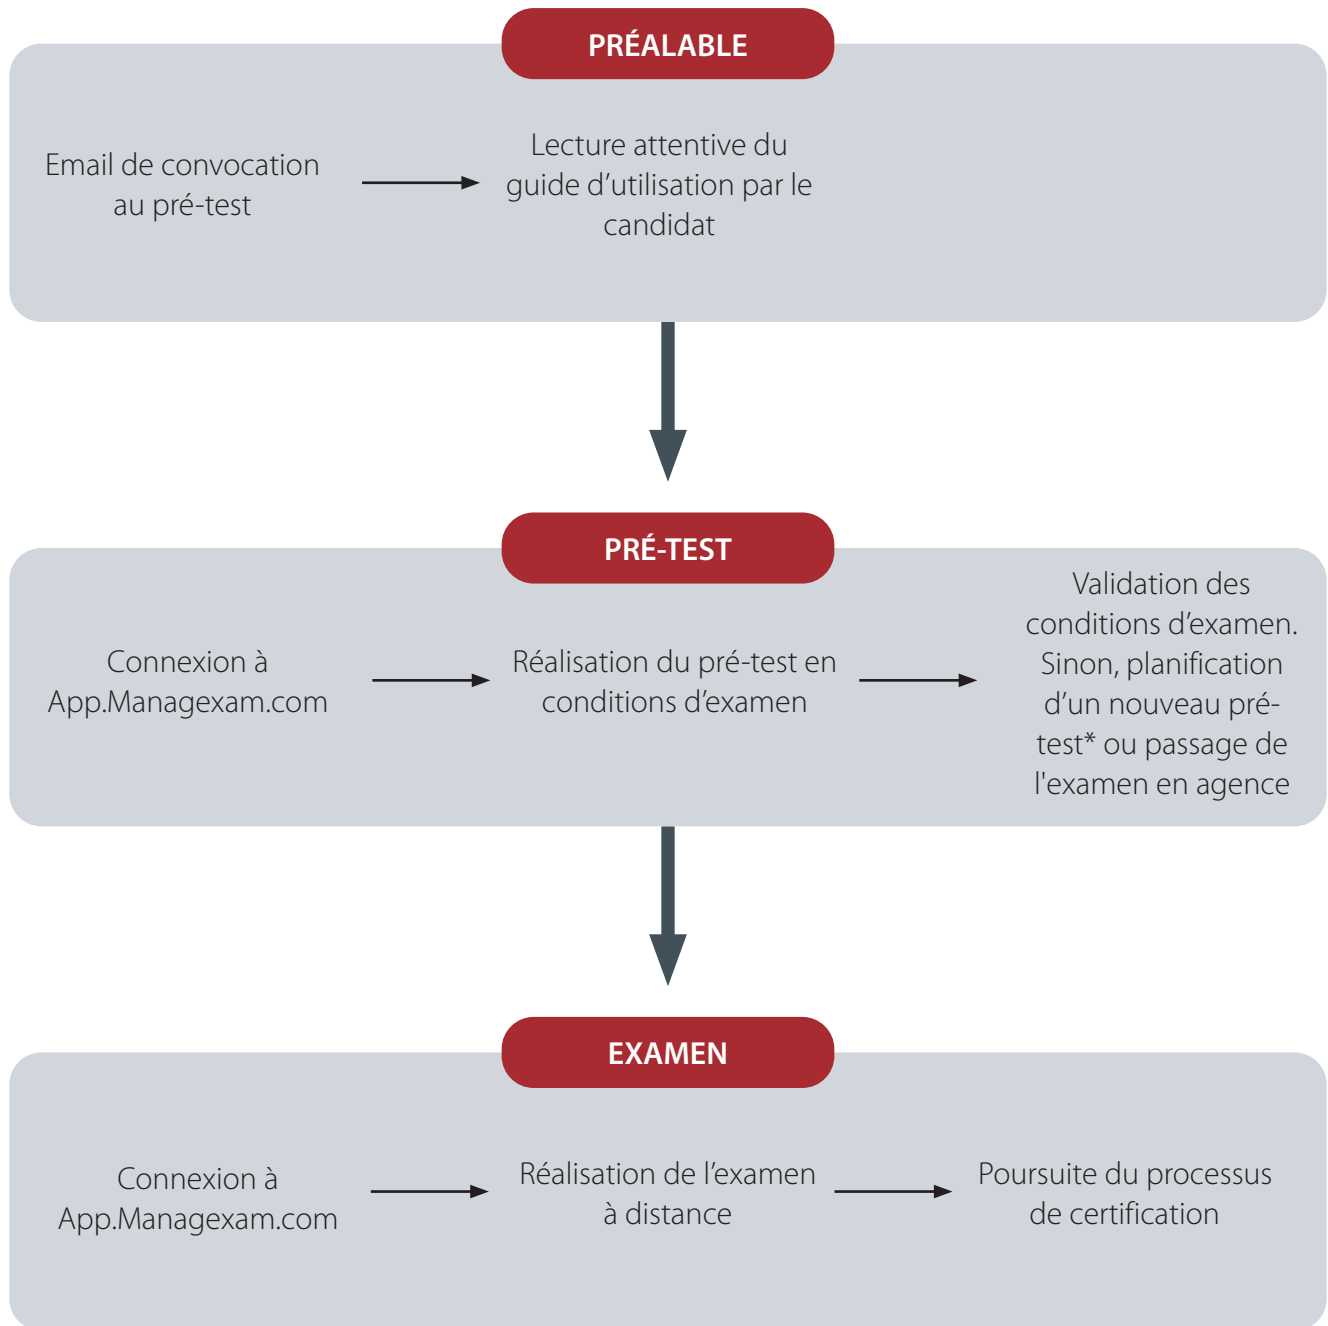 PRÉALABLE
Email de convocation
au pré-test
Lecture attentive du
guide d’utilisation par le
candidat
PRÉ-TEST
Connexion à
App.Managexam.com
Réalisation du pré-test en
conditions d’examen
Validation des
conditions d’examen.
Sinon, planification
d’un nouveau pré-
test* ou passage de
l'examen en agence
EXAMEN
Connexion à
App.Managexam.com
Réalisation de l’examen
à distance
Poursuite du processus
de certification